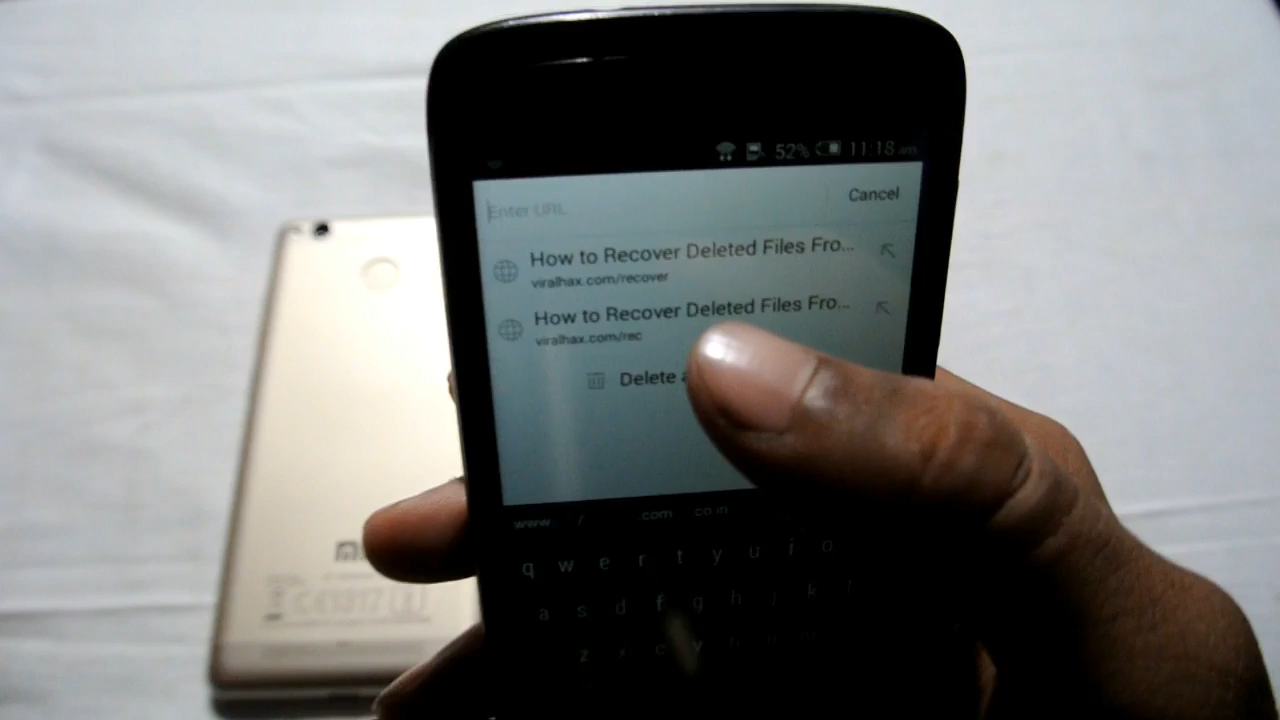 52% 11:18 am
Enter URL Cancel
How to Recover Deleted Files Fro...
viralhax.com/recover
How to Recover Deleted Files Fro...
viralhax.com/rec
Delete
www. / .com .co.in
q w e r t y u i o
a s d f g h j k l
z x c v b n m